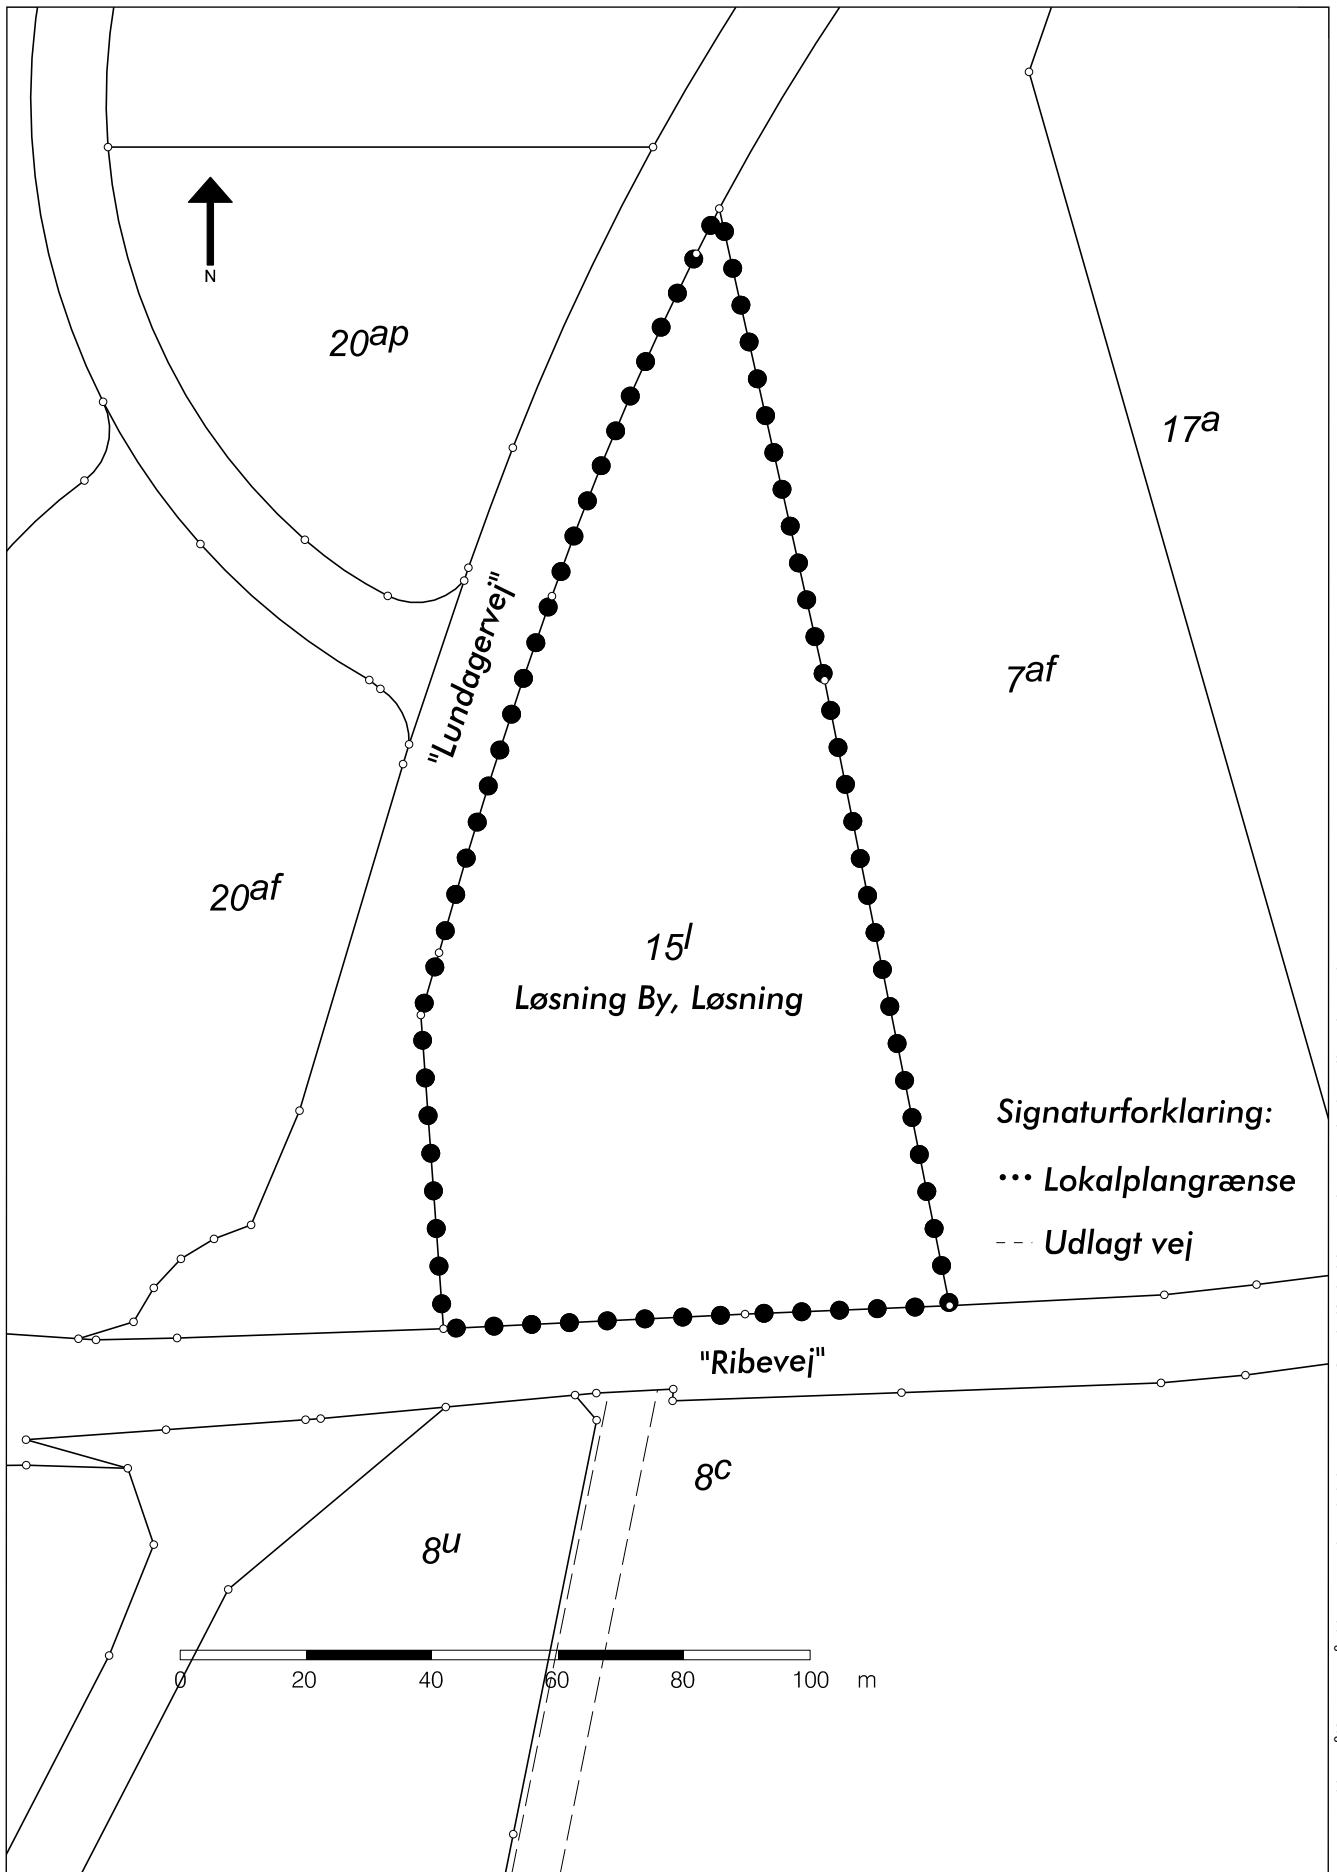 N
20ap
17a
"Lundagervej"
7af
20af
15l
Løsning By, Løsning
Signaturforklaring:
Lokalplangrænse
Udlagt vej
"Ribevej"
8c
8u
0 20 40 60 80 100 m